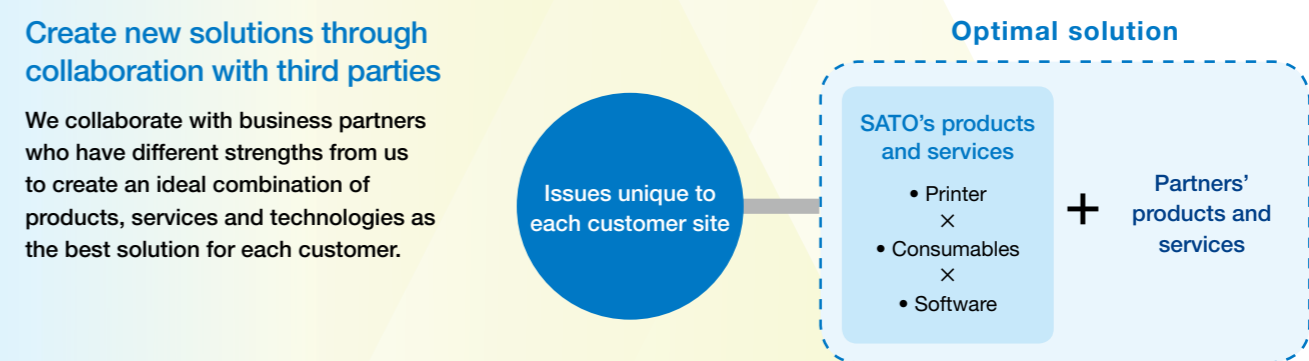 Create new solutions through
collaboration with third parties
We collaborate with business partners
who have different strengths from us
to create an ideal combination of
products, services and technologies as
the best solution for each customer.
Issues unique to
each customer site
Optimal solution
SATO’s products
and services
• Printer
×
• Consumables
×
• Software
+
Partners’
products and
services